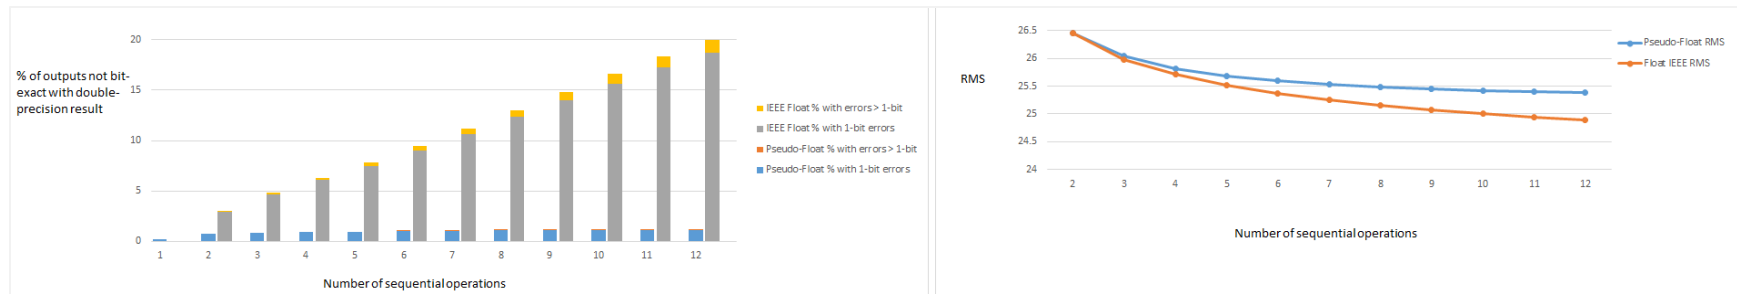 % of outputs not bit-
exact with double-
precision result
20
15
10
5
0
1 2 3 4 5 6 7 8 9 10 11 12
Number of sequential operations
IEEE Float % with errors > 1-bit
IEEE Float % with 1-bit errors
Pseudo-Float % with errors > 1-bit
Pseudo-Float % with 1-bit errors
RMS
26.5
26
25.5
25
24.5
24
2 3 4 5 6 7 8 9 10 11 12
Number of sequential operations
Pseudo-Float RMS
Float IEEE RMS